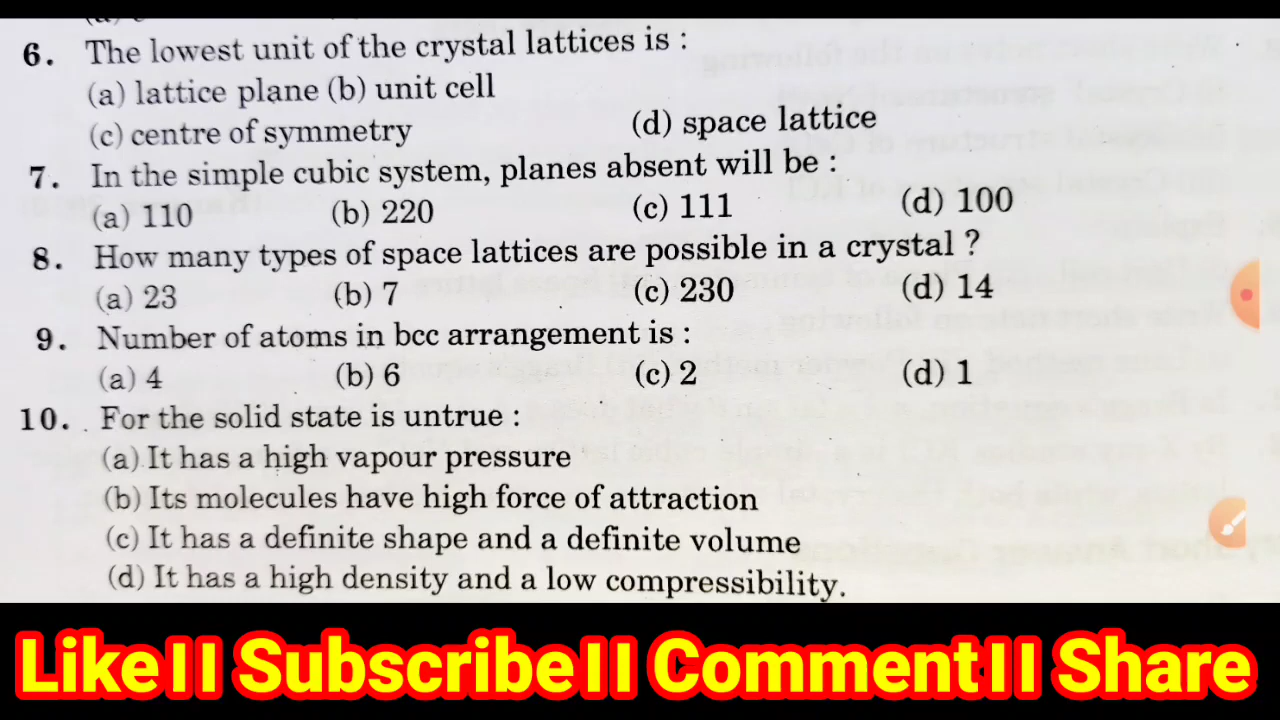 6. The lowest unit of the crystal lattices is :
(a) lattice plane (b) unit cell
(c) centre of symmetry (d) space lattice
7. In the simple cubic system, planes absent will be :
(a) 110 (b) 220 (c) 111 (d) 100
8. How many types of space lattices are possible in a crystal ?
(a) 23 (b) 7 (c) 230 (d) 14
9. Number of atoms in bcc arrangement is :
(a) 4 (b) 6 (c) 2 (d) 1
10. For the solid state is untrue :
(a) It has a high vapour pressure
(b) Its molecules have high force of attraction
(c) It has a definite shape and a definite volume
(d) It has a high density and a low compressibility.
Like|| Subscribe|| Comment|| Share